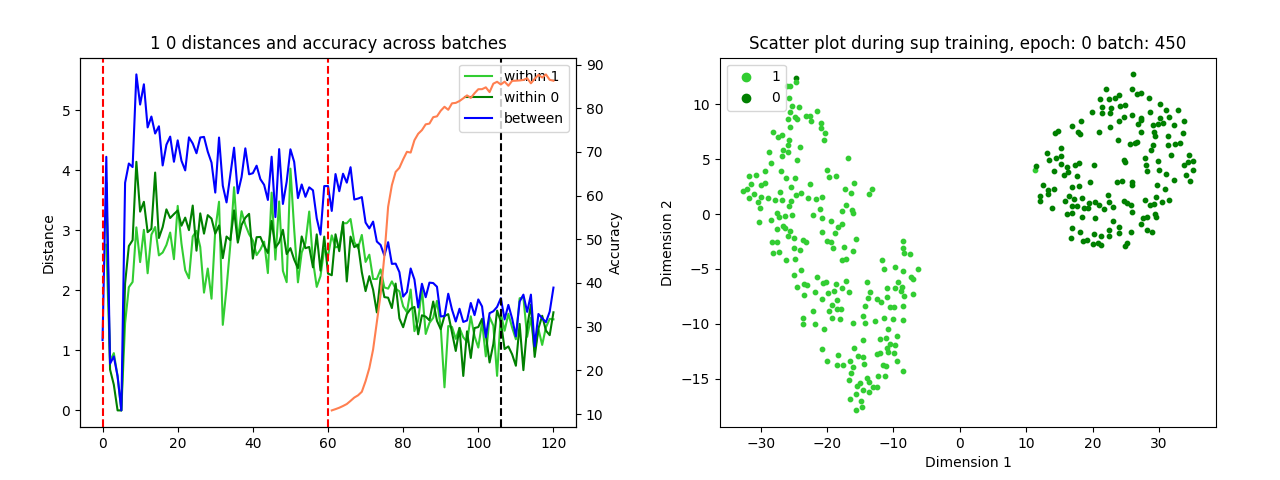 1 0 distances and accuracy across batches
Distance
5
4
3
2
1
0
0 20 40 60 80 100 120
within 1
within 0
between
90
80
70
60
50
40
30
20
10
Accuracy
Scatter plot during sup training, epoch: 0 batch: 450
Dimension 2
10
5
0
−5
−10
−15
1
0
−30 −20 −10 0 10 20 30
Dimension 1